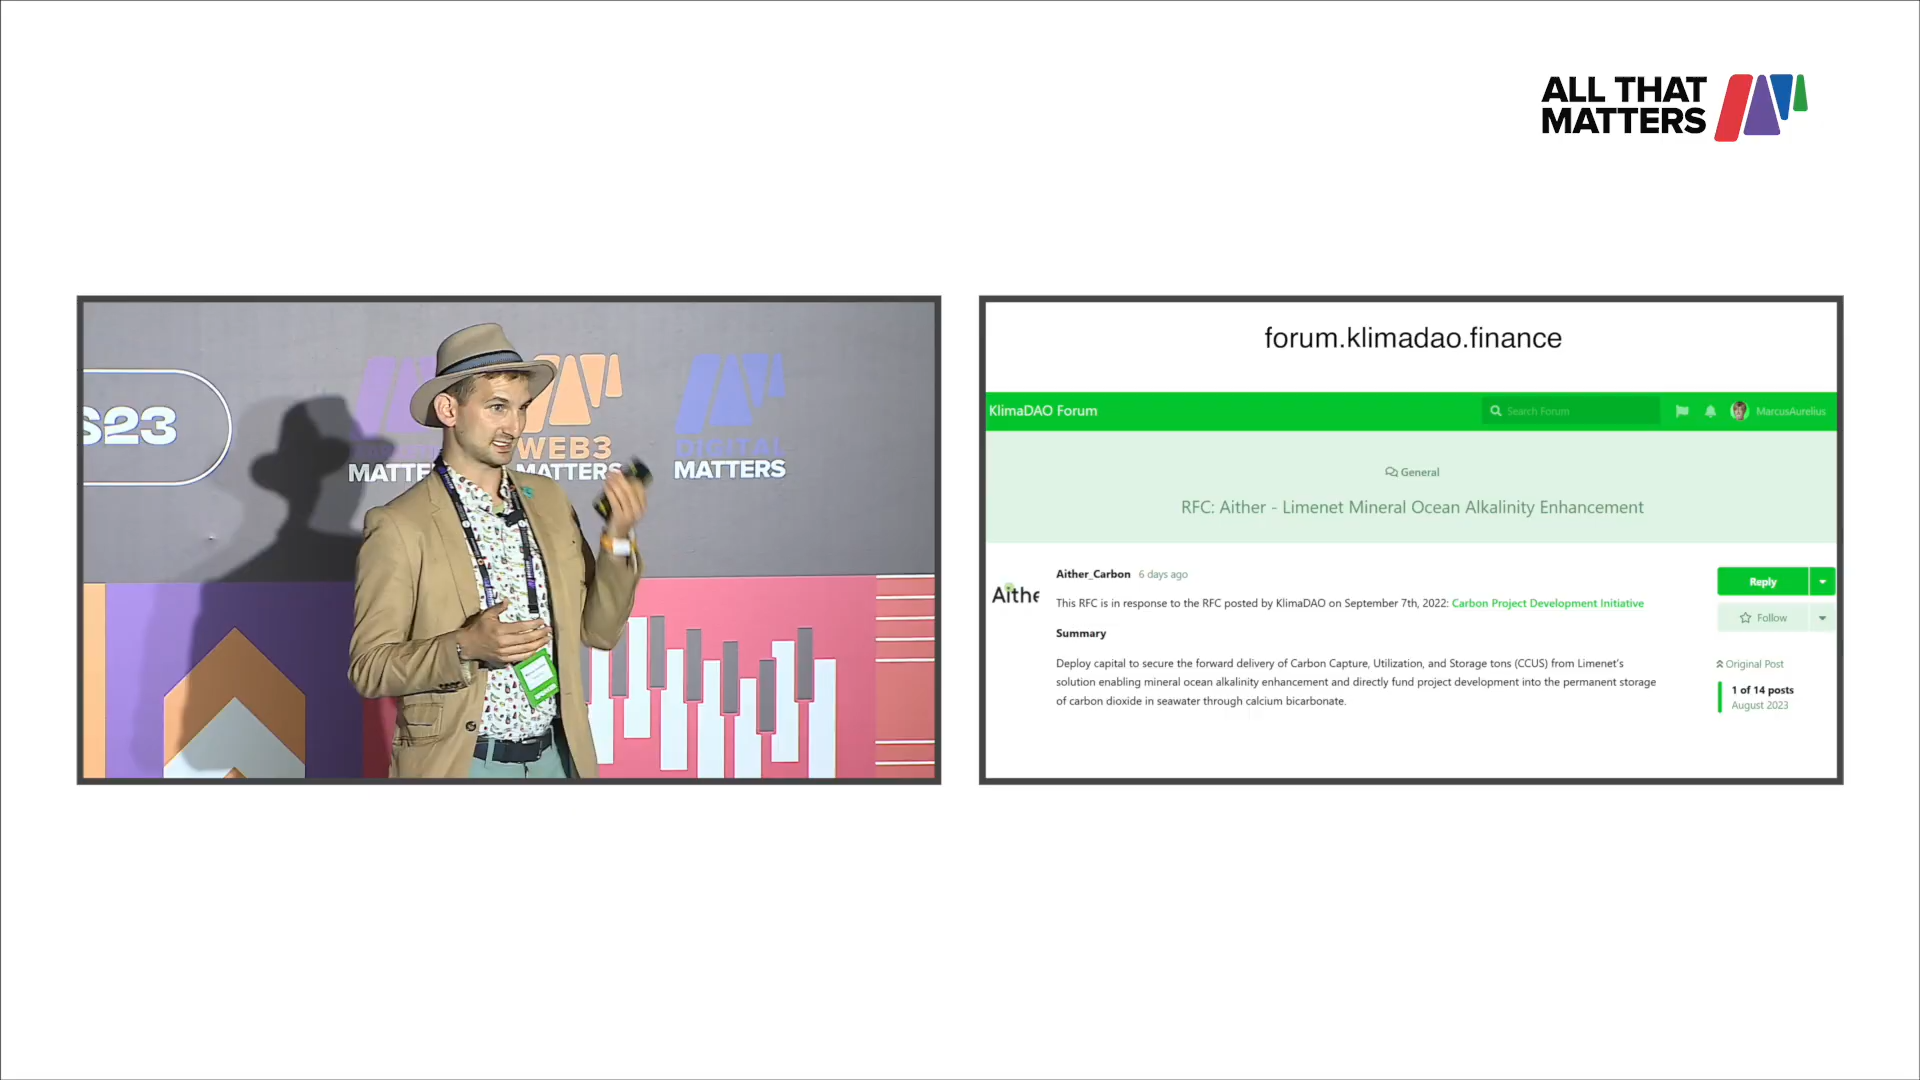 ALL THAT
MATTERS
S23
MATTE
WEB3
MATTERS
DIGITAL
MATTERS
forum.klimadao.finance
KlimaDAO Forum
Search Forum
MarcusAurelius
General
RFC: Aither - Limenet Mineral Ocean Alkalinity Enhancement
Aither_Carbon 6 days ago
Aithe
This RFC is in response to the RFC posted by KlimaDAO on September 7th, 2022: Carbon Project Development Initiative
Summary
Deploy capital to secure the forward delivery of Carbon Capture, Utilization, and Storage tons (CCUS) from Limenet's
solution enabling mineral ocean alkalinity enhancement and directly fund project development into the permanent storage
of carbon dioxide in seawater through calcium bicarbonate.
Reply
Follow
Original Post
1 of 14 posts
August 2023